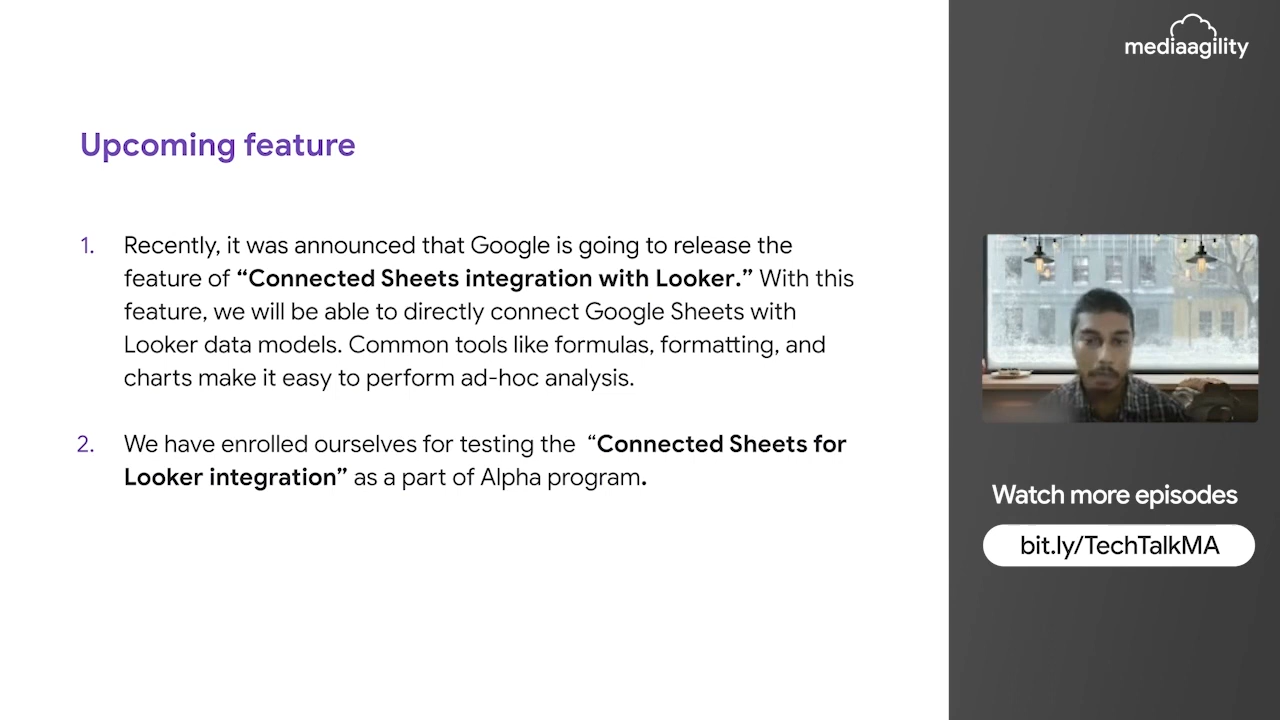 mediaagility
Upcoming feature
1. Recently, it was announced that Google is going to release the
feature of “Connected Sheets integration with Looker.” With this
feature, we will be able to directly connect Google Sheets with
Looker data models. Common tools like formulas, formatting, and
charts make it easy to perform ad-hoc analysis.
2. We have enrolled ourselves for testing the “Connected Sheets for
Looker integration” as a part of Alpha program.
Watch more episodes
bit.ly/TechTalkMA